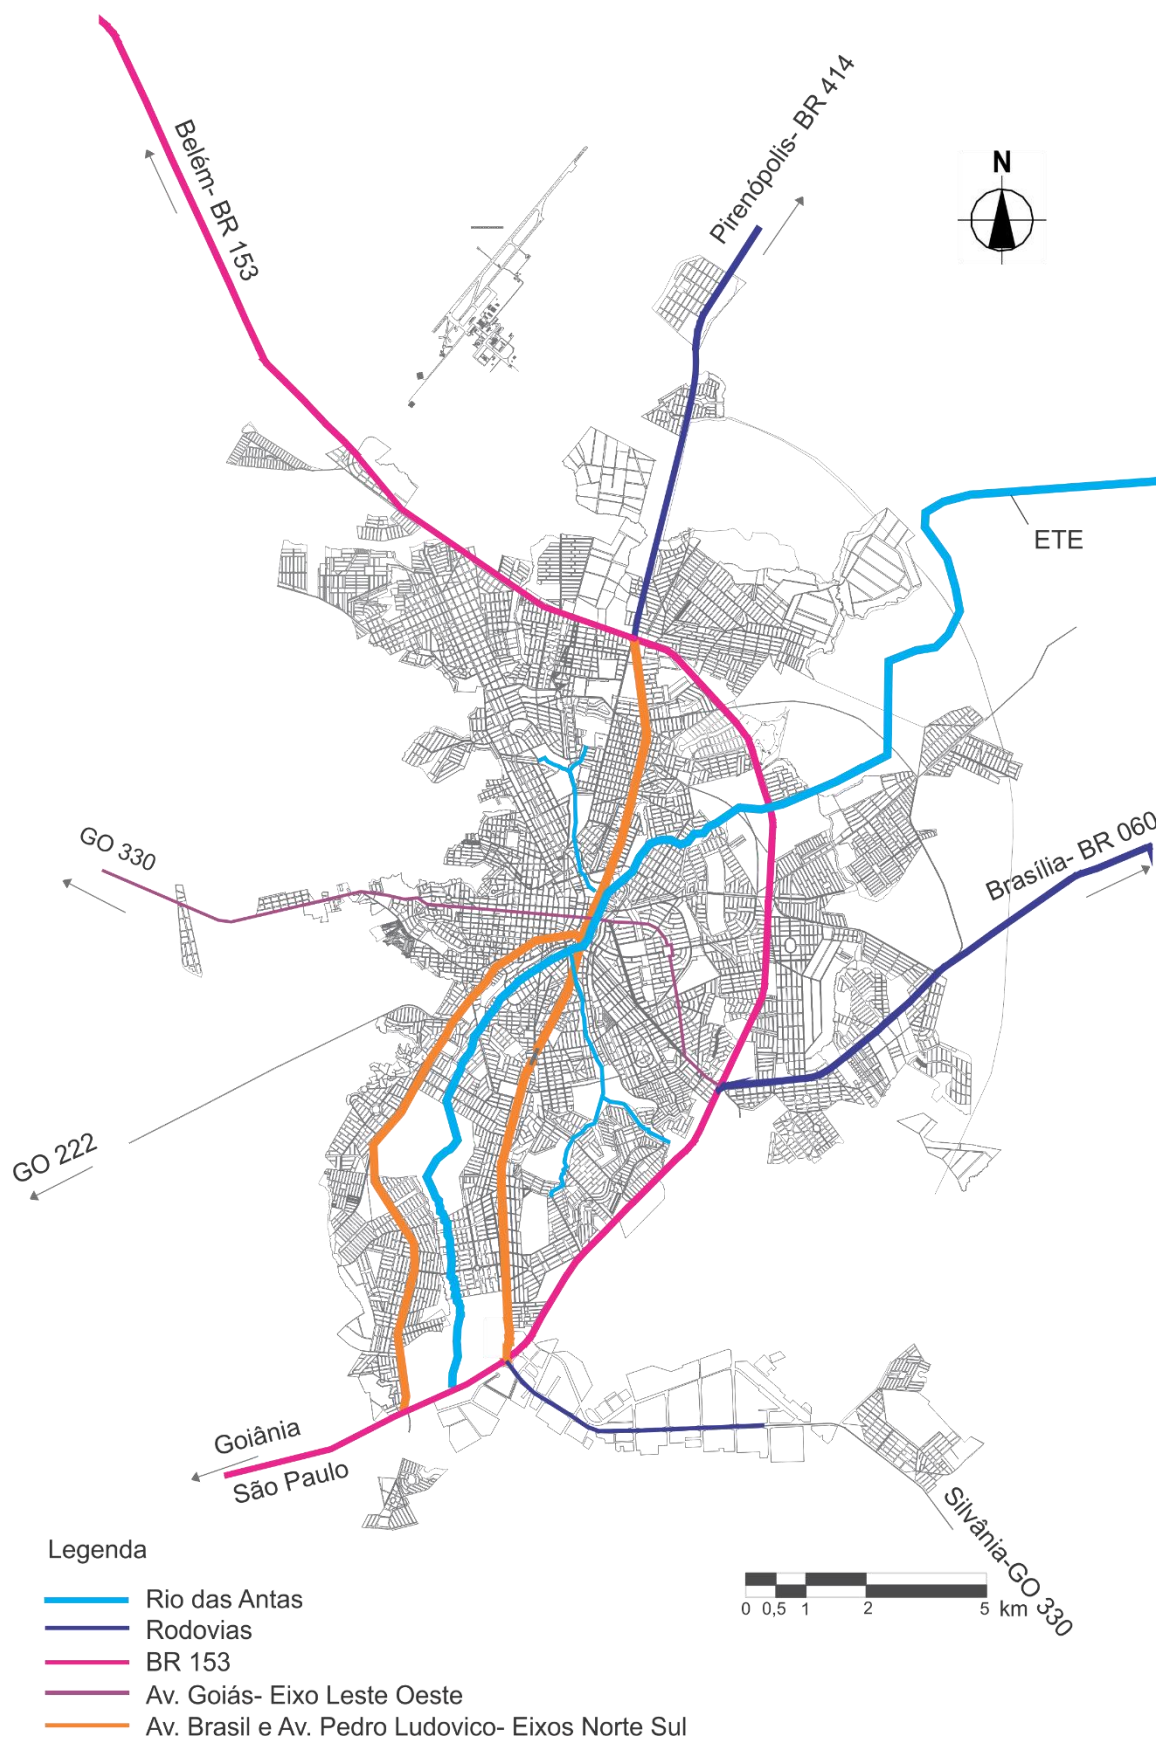 Belém- BR 153
Pirenópolis- BR 414
N
ETE
GO 330
Brasília- BR 060
GO 222
Goiânia
São Paulo
Silvânia-GO 330
Legenda
Rio das Antas
Rodovias
BR 153
Av. Goiás- Eixo Leste Oeste
Av. Brasil e Av. Pedro Ludovico- Eixos Norte Sul
0 0,5 1 2 5 km